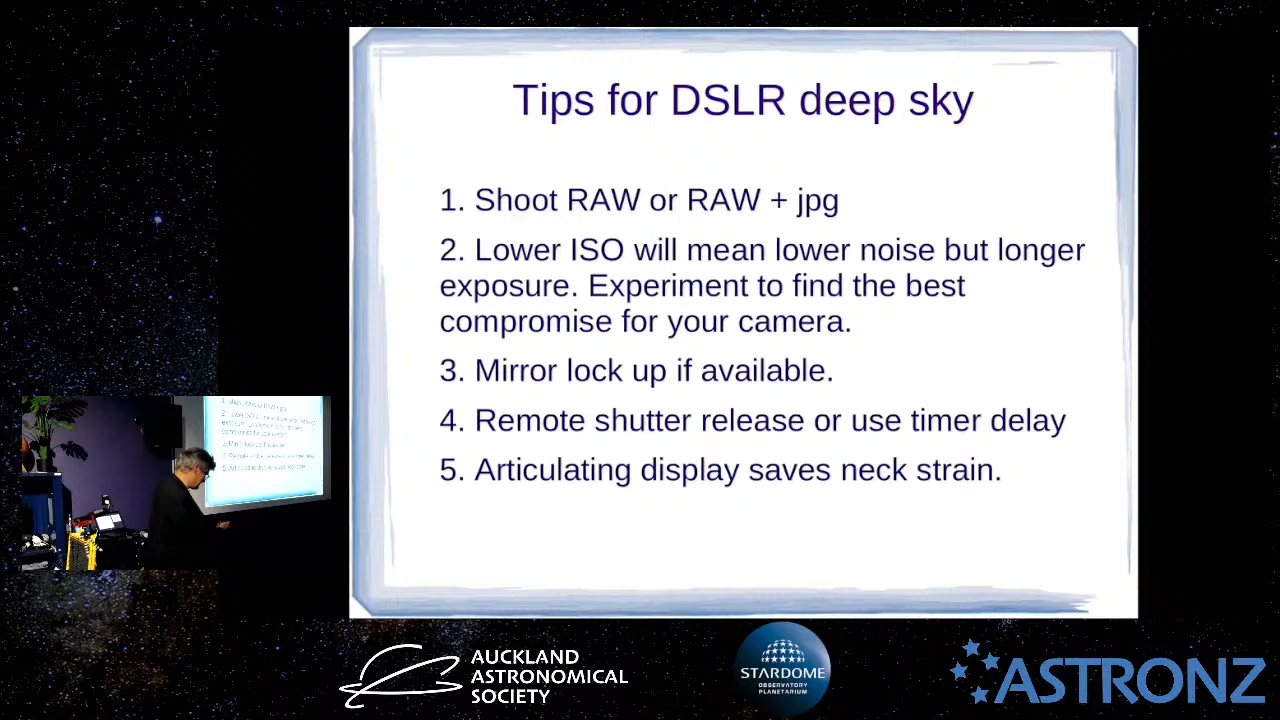 Tips for DSLR deep sky
1. Shoot RAW or RAW + jpg
2. Lower ISO will mean lower noise but longer
exposure. Experiment to find the best
compromise for your camera.
3. Mirror lock up if available.
4. Remote shutter release or use timer delay
5. Articulating display saves neck strain.
AUCKLAND
ASTRONOMICAL
SOCIETY
STARDOME
OBSERVATORY
PLANETARIUM
ASTRONZ